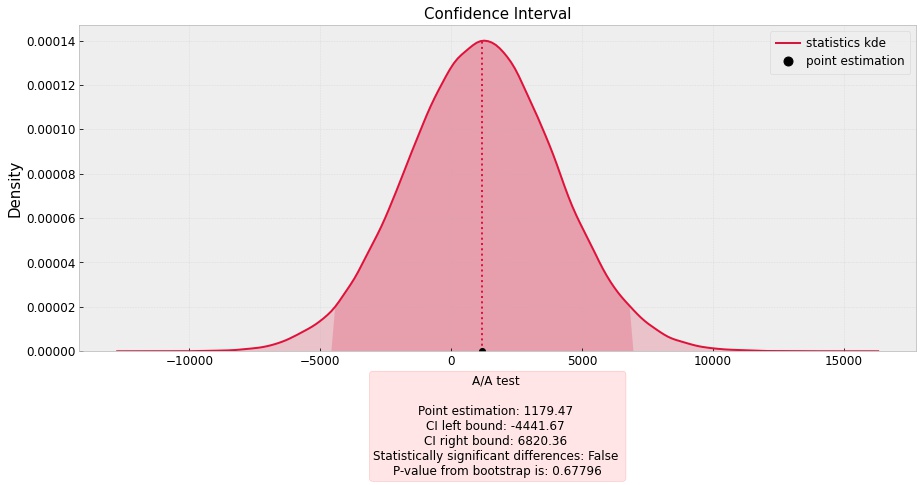 Confidence Interval
statistics kde
point estimation
Density
0.00014
0.00012
0.00010
0.00008
0.00006
0.00004
0.00002
0.00000
−10000
−5000
0
5000
10000
15000
A/A test
Point estimation: 1179.47
CI left bound: -4441.67
CI right bound: 6820.36
Statistically significant differences: False
P-value from bootstrap is: 0.67796